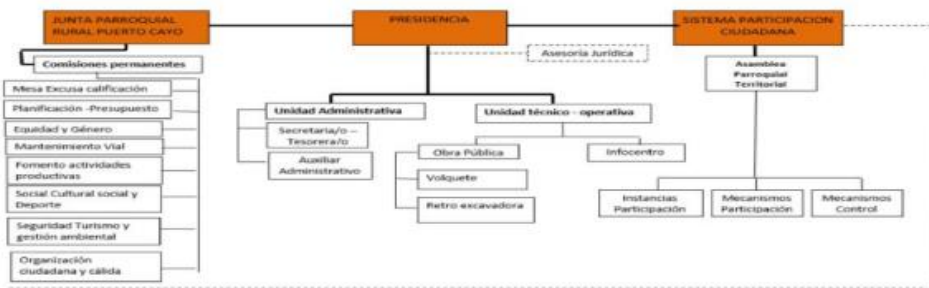 JUNTA PARROQUIAL
RURAL PUERTO CAYO
PRESIDENCIA
SISTEMA PARTICIPACION
CIUDADANA
Asesoría Jurídica
Comisiones permanentes
Mesa Excusa calificación
Planificación -Presupuesto
Equidad y Género
Mantenimiento Vial
Fomento actividades
productivas
Social Cultural social y
Deporte
Seguridad Turismo y
gestión ambiental
Organización
ciudadana y cálida
Unidad Administrativa
Secretaria/o –
Tesorera/o
Auxiliar
Administrativo
Unidad técnico - operativa
Obra Pública
Volquete
Retro excavadora
Infocentro
Asamblea
Parroquial
Territorial
Instancias
Participación
Mecanismos
Participación
Mecanismos
Control